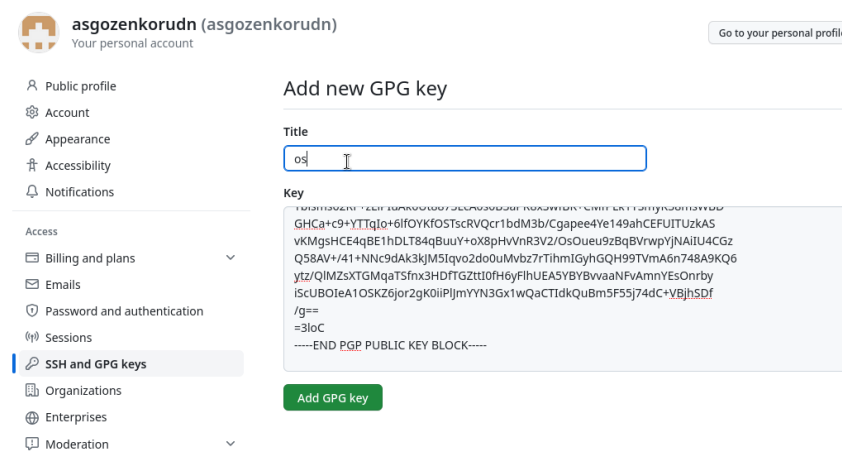 asgozenkorudn (asgozenkorudn)
Your personal account
Go to your personal profile
Public profile
Account
Appearance
Accessibility
Notifications
Access
Billing and plans
Emails
Password and authentication
Sessions
SSH and GPG keys
Organizations
Enterprises
Moderation
Add new GPG key
Title
os
Key
GHCa+c9+YTTqIo+6lfOYKfOSTscRVQcr1bdM3b/Cgapee4Ye149ahCEFUITUzkAS
vKMgsHCE4qBE1hDLT84qBuuY+oX8pHvVnR3V2/OsOueu9zBqBVrwpYjNAiIU4CGz
Q58AV+/41+NNc9dAk3kJM5Iqvo2do0uMvbz7rTihmIGyhGQH99TVmA6n748A9KQ6
ytz/QlMZsXTGMqaTSfnx3HDfTGZttI0fH6yFlhUEA5YBYBvvaaNFvAmnYEsOnrby
iScUBOIeA1OSKZ6jor2gK0iiPlJmYYN3Gx1wQaCTIdkQuBm5F55j74dC+VBjhSDf
/g==
=3loC
-----END PGP PUBLIC KEY BLOCK-----
Add GPG key